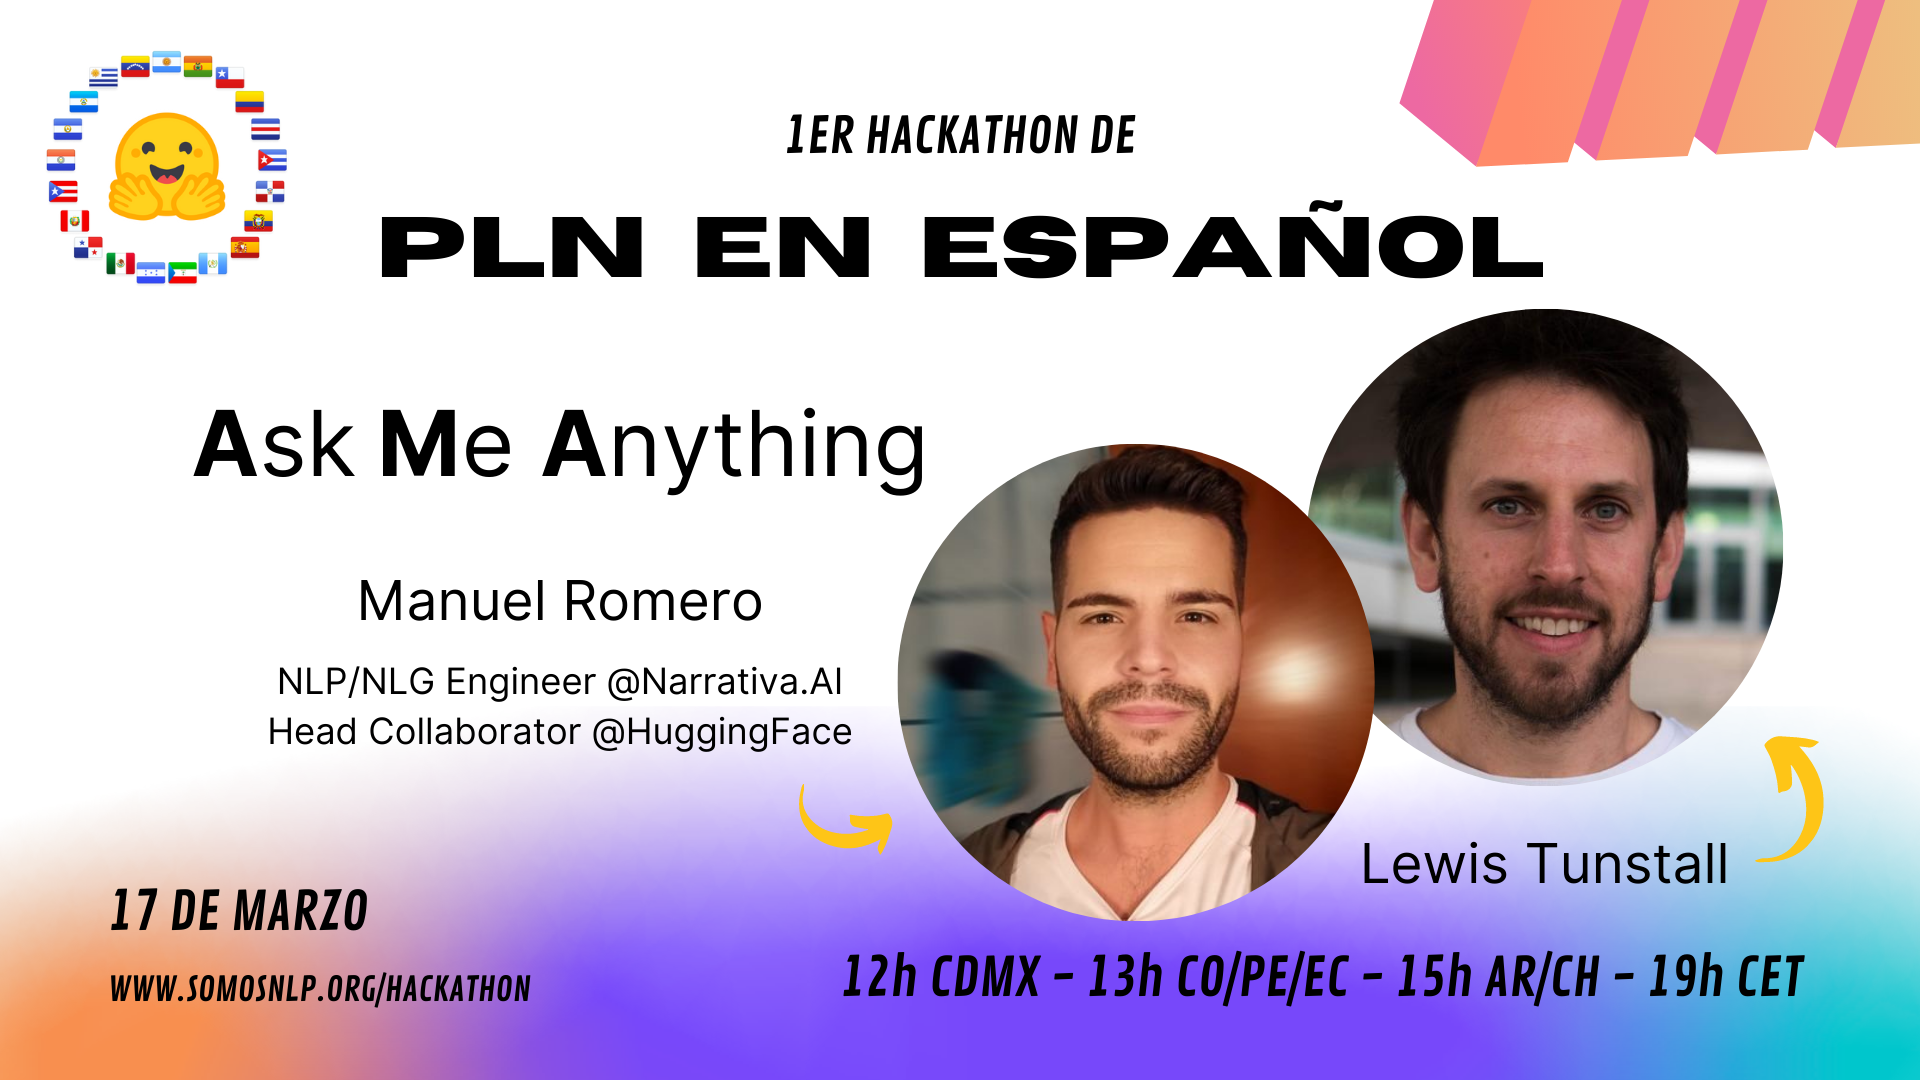 1ER HACKATHON DE
PLN EN ESPAÑOL
Ask Me Anything
Manuel Romero
NLP/NLG Engineer @Narrativa.AI
Head Collaborator @HuggingFace
Lewis Tunstall
17 DE MARZO
WWW.SOMOSNLP.ORG/HACKATHON
12h CDMX - 13h CO/PE/EC - 15h AR/CH - 19h CET